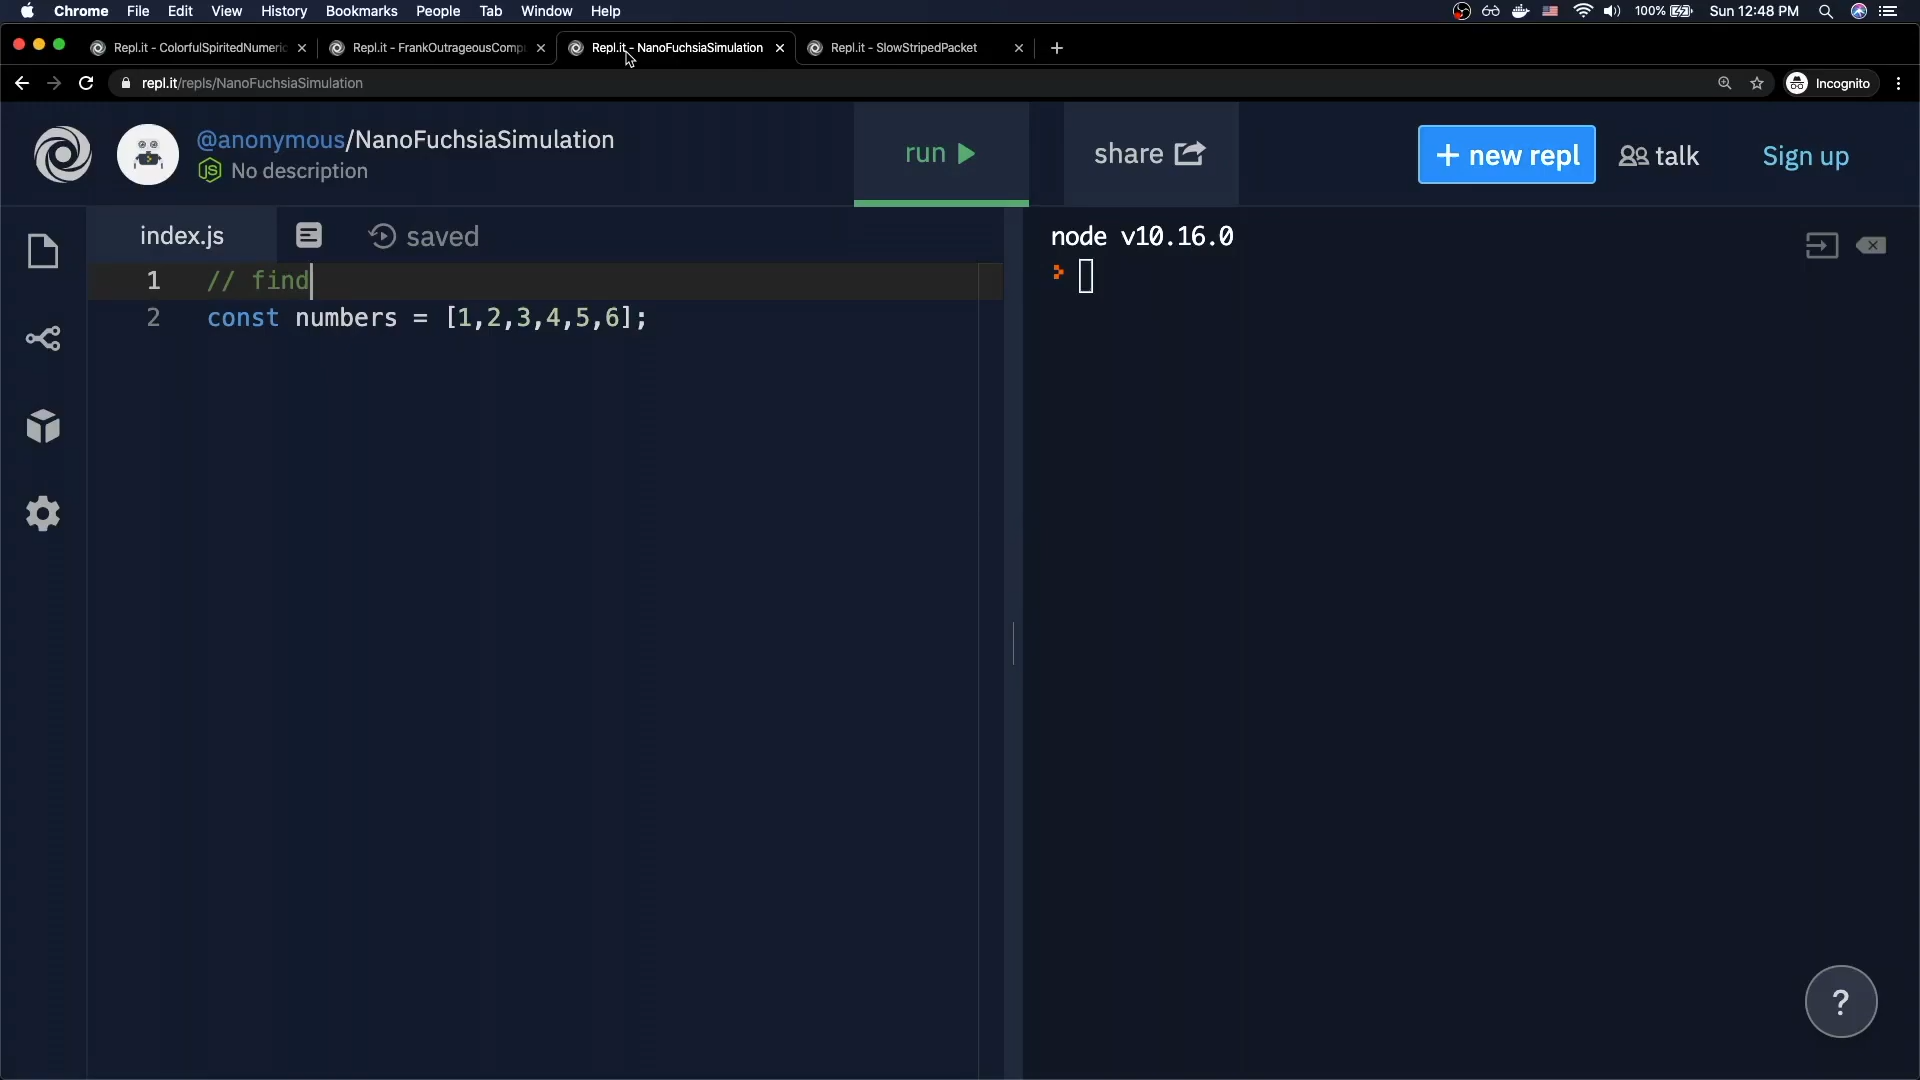 Chrome File Edit View History Bookmarks People Tab Window Help 100% Sun 12:48 PM
Repl.it - ColorfulSpiritedNumeric Repl.it - FrankOutrageousCompu Repl.it - NanoFuchsiaSimulation Repl.it - SlowStripedPacket
repl.it/repls/NanoFuchsiaSimulation Incognito
@anonymous/NanoFuchsiaSimulation
No description
run share + new repl talk Sign up
index.js saved
node v10.16.0
1 // find
2 const numbers = [1,2,3,4,5,6];
?